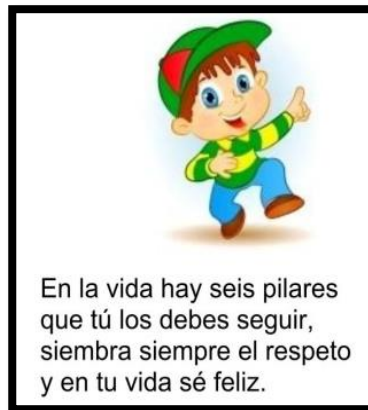 En la vida hay seis pilares
que tú los debes seguir,
siembra siempre el respeto
y en tu vida sé feliz.